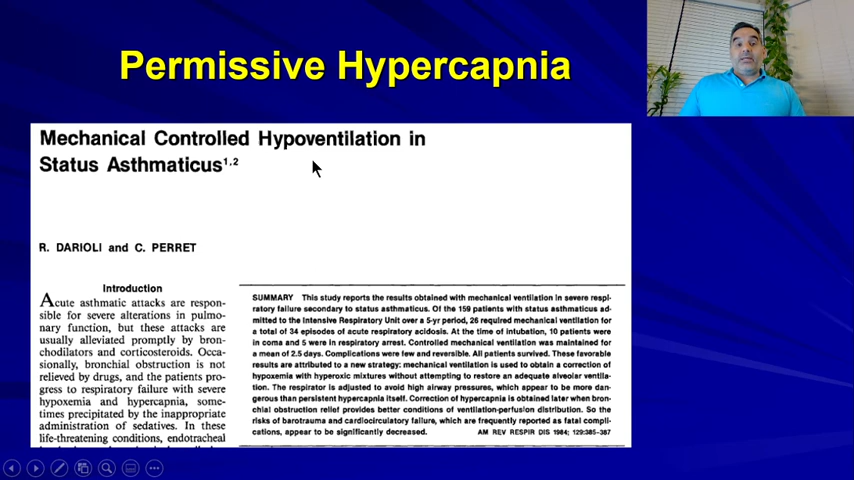 Permissive Hypercapnia
Mechanical Controlled Hypoventilation in
Status Asthmaticus1,2
R. DARIOLI and C. PERRET
Introduction
Acute asthmatic attacks are respon-
sible for severe alterations in pulmo-
nary function, but these attacks are
usually alleviated promptly by bron-
chodilators and corticosteroids. Occa-
sionally, bronchial obstruction is not
relieved by drugs, and the patients pro-
gress to respiratory failure with severe
hypoxemia and hypercapnia, some-
times precipitated by the inappropriate
administration of sedatives. In these
life-threatening conditions, endotracheal
SUMMARY This study reports the results obtained with mechanical ventilation in severe respi-
ratory failure secondary to status asthmaticus. Of the 159 patients with status asthmaticus ad-
mitted to the Intensive Respiratory Unit over a 5-yr period, 26 required mechanical ventilation for
a total of 34 episodes of acute respiratory acidosis. At the time of intubation, 10 patients were
in coma and 5 were in respiratory arrest. Controlled mechanical ventilation was maintained for
a mean of 2.5 days. Complications were few and reversible. All patients survived. These favorable
results are attributed to a new strategy: mechanical ventilation is used to obtain a correction of
hypoxemia with hyperoxic mixtures without attempting to restore an adequate alveolar ventila-
tion. The respirator is adjusted to avoid high airway pressures, which appear to be more dan-
gerous than persistent hypercapnia itself. Correction of hypercapnia is obtained later when bron-
chial obstruction relief provides better conditions of ventilation-perfusion distribution. So the
risks of barotrauma and cardiocirculatory failure, which are frequently reported as fatal compli-
cations, appear to be significantly decreased. AM REV RESPIR DIS 1984; 129:385-387